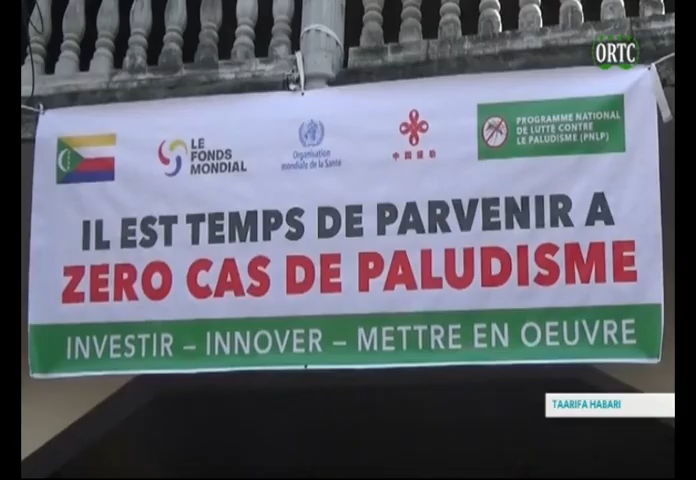 ORTC
LE
FONDS
MONDIAL
Organisation
mondiale de la Santé
中国援助
PROGRAMME NATIONAL
DE LUTTE CONTRE
LE PALUDISME (PNLP)
IL EST TEMPS DE PARVENIR A
ZERO CAS DE PALUDISME
INVESTIR – INNOVER – METTRE EN OEUVRE
TAARIFA HABARI